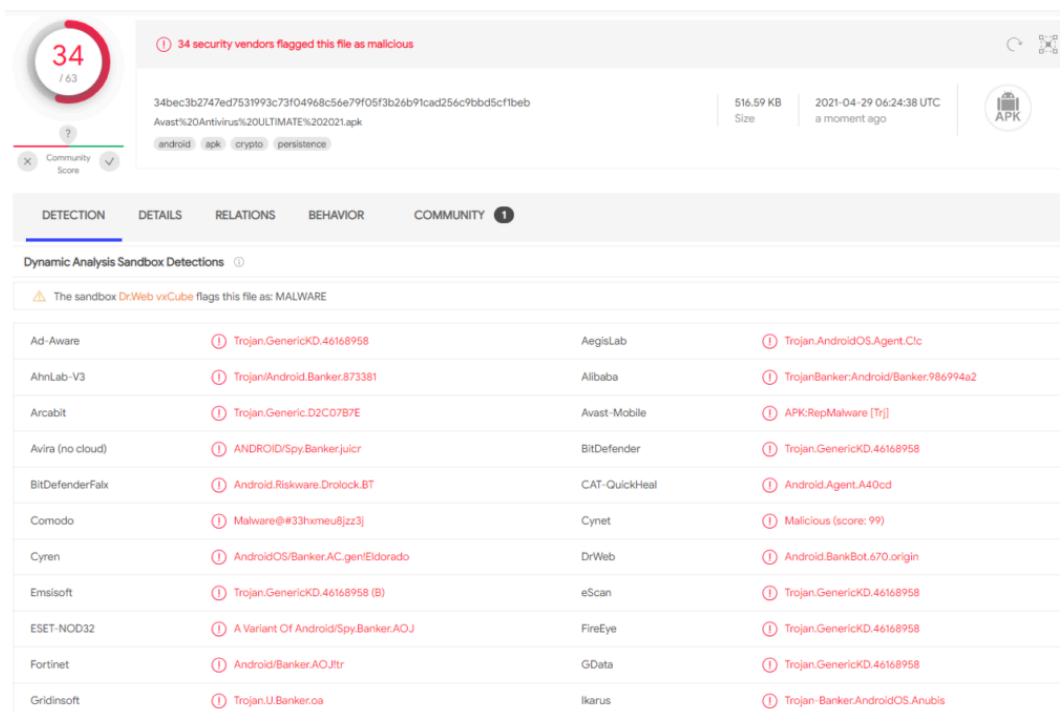 34
/ 63
?
Community
Score
34 security vendors flagged this file as malicious
34bec3b2747ed7531993c73f04968c56e79f05f3b26b91cad256c9bbd5cf1beb
Avast%20Antivirus%20ULTIMATE%202021.apk
android apk crypto persistence
516.59 KB
Size
2021-04-29 06:24:38 UTC
a moment ago
APK
DETECTION DETAILS RELATIONS BEHAVIOR COMMUNITY 1
Dynamic Analysis Sandbox Detections
The sandbox Dr.Web vxCube flags this file as: MALWARE
Ad-Aware Trojan.GenericKD.46168958 AegisLab Trojan.AndroidOS.Agent.C!c
AhnLab-V3 Trojan/Android.Banker.873381 Alibaba TrojanBanker:Android/Banker.986994a2
Arcabit Trojan.Generic.D2C07B7E Avast-Mobile APK:RepMalware [Trj]
Avira (no cloud) ANDROID/Spy.Banker.juicr BitDefender Trojan.GenericKD.46168958
BitDefenderFalx Android.Riskware.Drolock.BT CAT-QuickHeal Android.Agent.A40cd
Comodo Malware@#33hxmeu8jzz3j Cynet Malicious (score: 99)
Cyren AndroidOS/Banker.AC.gen!Eldorado DrWeb Android.BankBot.670.origin
Emsisoft Trojan.GenericKD.46168958 (B) eScan Trojan.GenericKD.46168958
ESET-NOD32 A Variant Of Android/Spy.Banker.AOJ FireEye Trojan.GenericKD.46168958
Fortinet Android/Banker.AOJ!tr GData Trojan.GenericKD.46168958
Gridinsoft Trojan.U.Banker.oa Ikarus Trojan-Banker.AndroidOS.Anubis